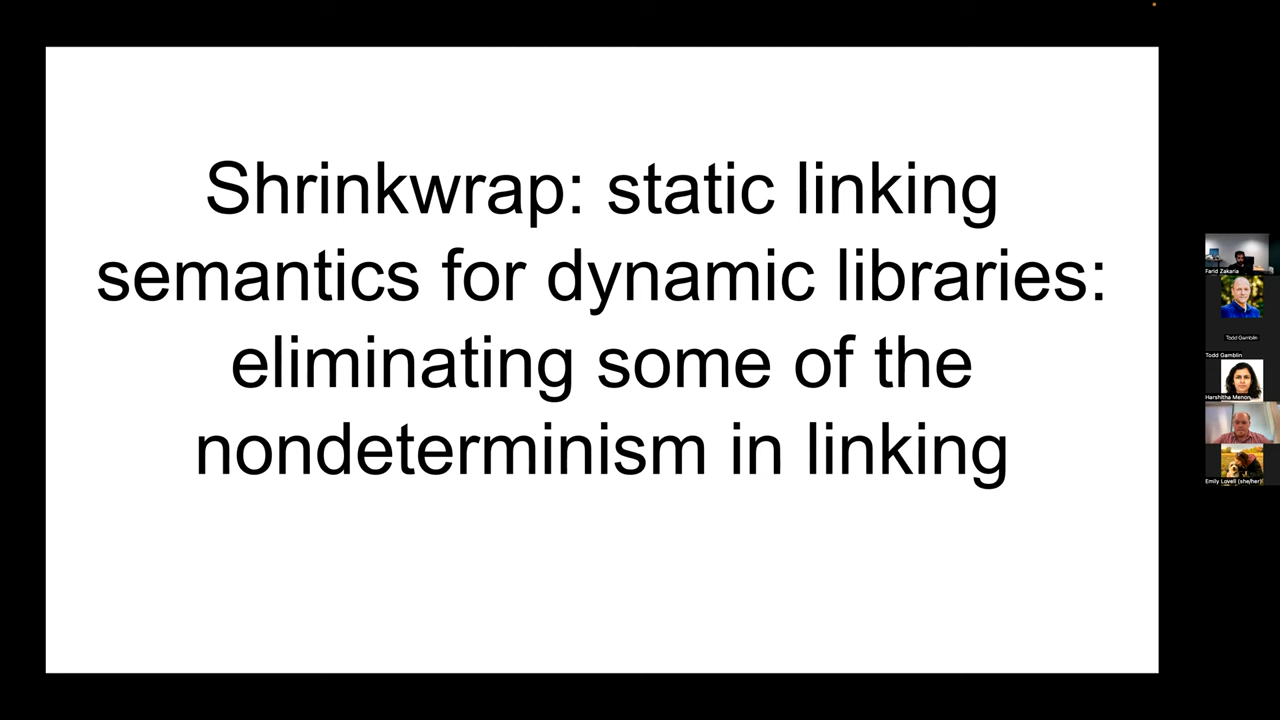 Shrinkwrap: static linking
semantics for dynamic libraries:
eliminating some of the
nondeterminism in linking
Farid Zakaria
Todd Gamblin
Todd Gamblin
Harshitha Menon
Emily Lovell (she/her)